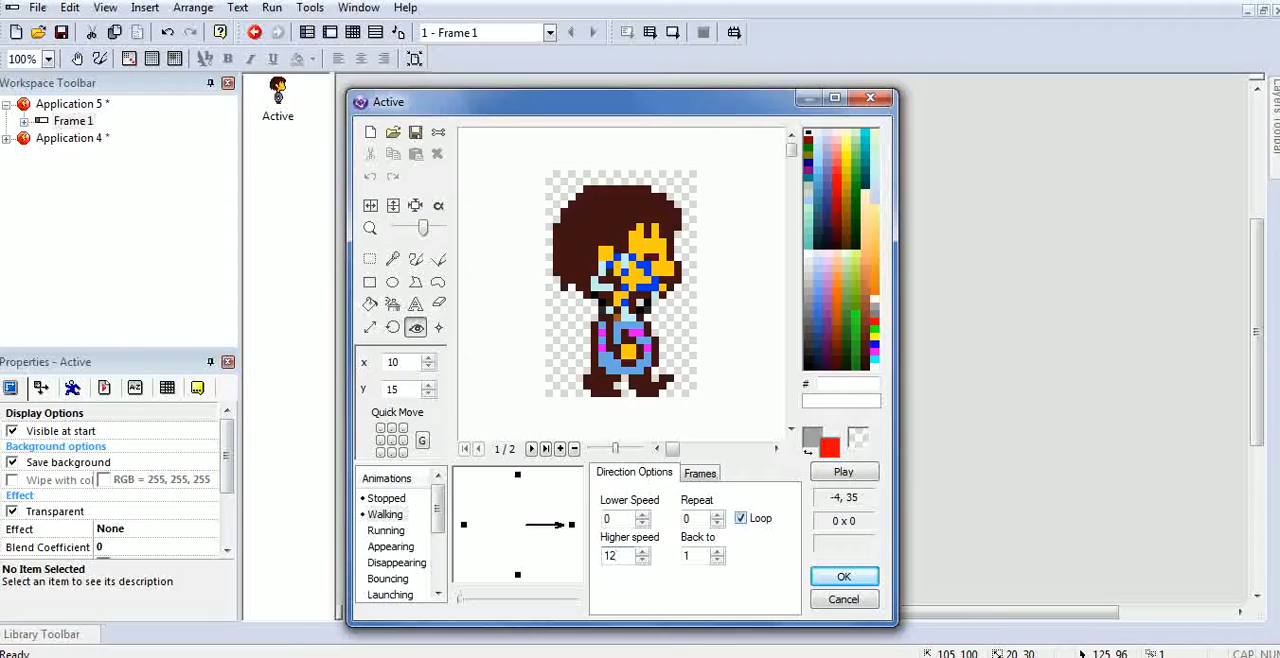 File Edit View Insert Arrange Text Run Tools Window Help
1 - Frame 1
100%
Workspace Toolbar
Application 5 *
Frame 1
Application 4 *
Active
Active
Layers Toolbar
x 10
y 15
Quick Move
G
1 / 2
#
Animations
Stopped
Walking
Running
Appearing
Disappearing
Bouncing
Launching
Direction Options Frames
Lower Speed Repeat
0 0 Loop
Higher speed Back to
12 1
Play
-4, 35
0 x 0
OK
Cancel
Properties - Active
Display Options
Visible at start
Background options
Save background
Wipe with col RGB = 255, 255, 255
Effect
Transparent
Effect None
Blend Coefficient 0
No Item Selected
Select an item to see its description
Library Toolbar
Ready
105, 100 20, 30 125, 96 1 CAP NU